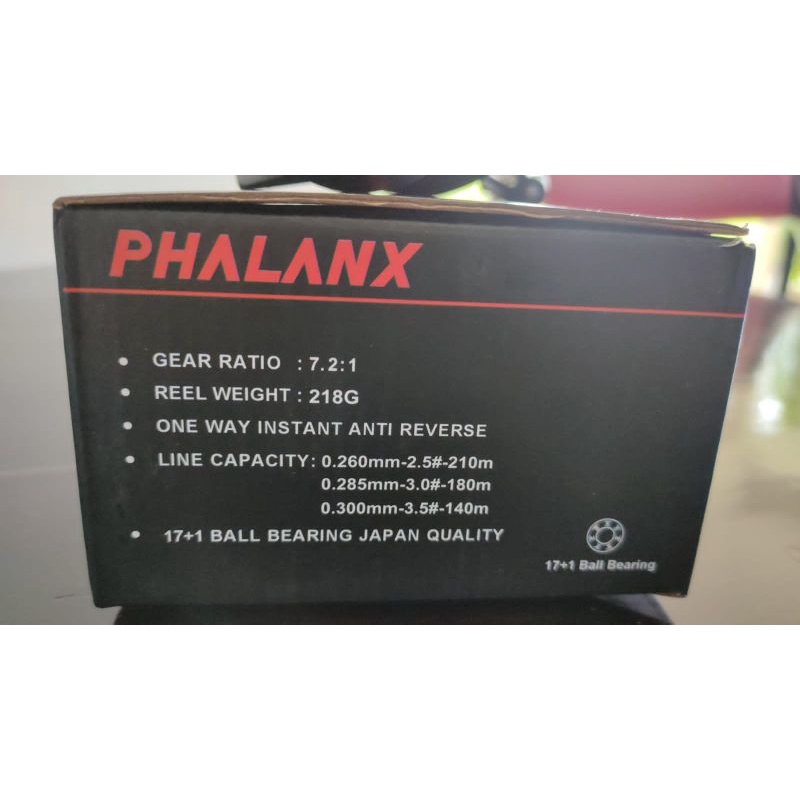 PHALANX
• GEAR RATIO : 7.2:1
• REEL WEIGHT : 218G
• ONE WAY INSTANT ANTI REVERSE
• LINE CAPACITY: 0.260mm-2.5#-210m
0.285mm-3.0#-180m
0.300mm-3.5#-140m
• 17+1 BALL BEARING JAPAN QUALITY
17+1 Ball Bearing